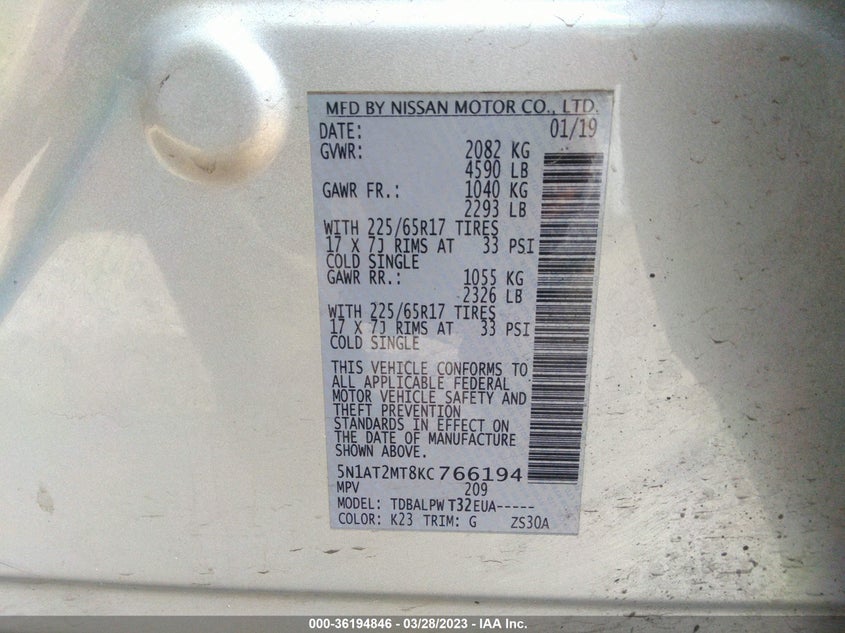 MFD BY NISSAN MOTOR CO., LTD.
DATE: 01/19
GVWR: 2082 KG
4590 LB
GAWR FR.: 1040 KG
2293 LB
WITH 225/65R17 TIRES
17 X 7J RIMS AT 33 PSI
COLD SINGLE
GAWR RR.: 1055 KG
2326 LB
WITH 225/65R17 TIRES
17 X 7J RIMS AT 33 PSI
COLD SINGLE
THIS VEHICLE CONFORMS TO
ALL APPLICABLE FEDERAL
MOTOR VEHICLE SAFETY AND
THEFT PREVENTION
STANDARDS IN EFFECT ON
THE DATE OF MANUFACTURE
SHOWN ABOVE.
5N1AT2MT8KC766194
MPV 209
MODEL: TDBALPW T32EUA-----
COLOR: K23 TRIM: G ZS30A
000-36194846 - 03/28/2023 - IAA Inc.